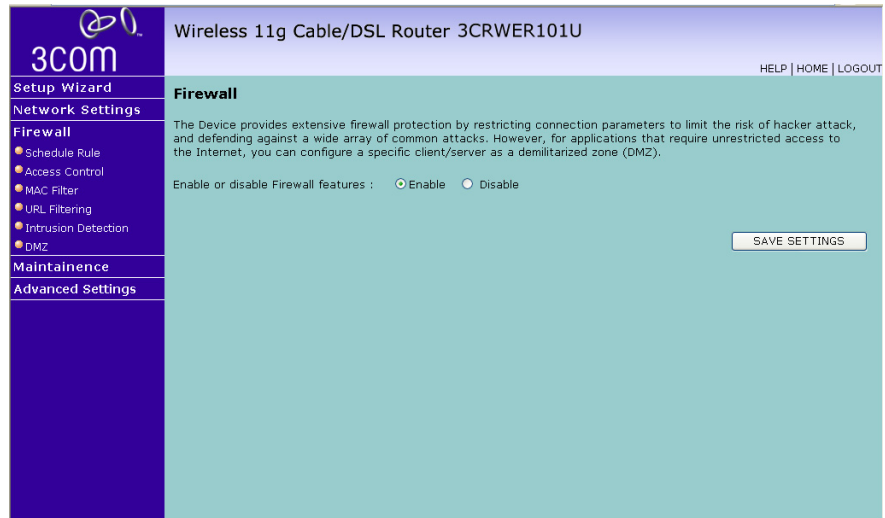 3COM
Wireless 11g Cable/DSL Router 3CRWER101U
HELP | HOME | LOGOUT
Setup Wizard
Network Settings
Firewall
Schedule Rule
Access Control
MAC Filter
URL Filtering
Intrusion Detection
DMZ
Maintainence
Advanced Settings
Firewall
The Device provides extensive firewall protection by restricting connection parameters to limit the risk of hacker attack,
and defending against a wide array of common attacks. However, for applications that require unrestricted access to
the Internet, you can configure a specific client/server as a demilitarized zone (DMZ).
Enable or disable Firewall features : Enable Disable
SAVE SETTINGS